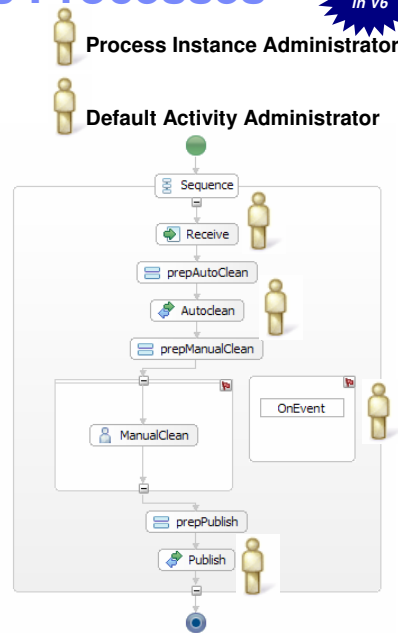 in V6
Process Instance Administrator
Default Activity Administrator
Sequence
Receive
prepAutoClean
Autoclean
prepManualClean
OnEvent
ManualClean
prepPublish
Publish